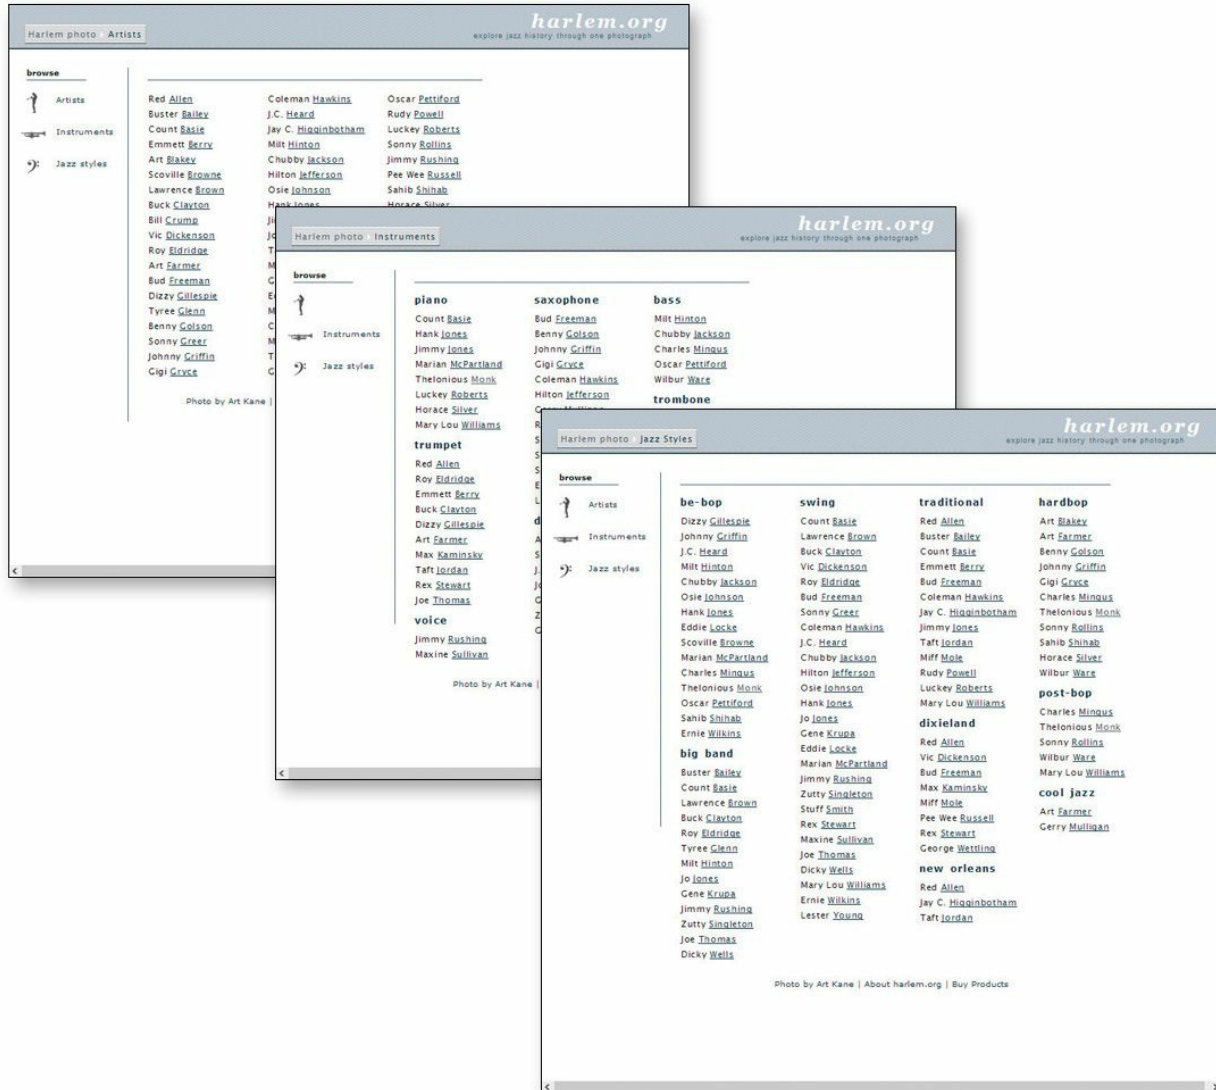 Harlem photo › Artists
harlem.org
explore jazz history through one photograph
browse
Artists
Instruments
Jazz styles
Red Allen
Buster Bailey
Count Basie
Emmett Berry
Art Blakey
Scoville Browne
Lawrence Brown
Buck Clayton
Bill Crump
Vic Dickenson
Roy Eldridge
Art Farmer
Bud Freeman
Dizzy Gillespie
Tyree Glenn
Benny Golson
Sonny Greer
Johnny Griffin
Gigi Gryce
Coleman Hawkins
J.C. Heard
Jay C. Higginbotham
Milt Hinton
Chubby Jackson
Hilton Jefferson
Osie Johnson
Hank Jones
Oscar Pettiford
Rudy Powell
Luckey Roberts
Sonny Rollins
Jimmy Rushing
Pee Wee Russell
Sahib Shihab
Horace Silver
Photo by Art Kane |
Harlem photo › Instruments
harlem.org
explore jazz history through one photograph
browse
Instruments
Jazz styles
piano
Count Basie
Hank Jones
Jimmy Jones
Marian McPartland
Thelonious Monk
Luckey Roberts
Horace Silver
Mary Lou Williams
trumpet
Red Allen
Roy Eldridge
Emmett Berry
Buck Clayton
Dizzy Gillespie
Art Farmer
Max Kaminsky
Taft Jordan
Rex Stewart
Joe Thomas
voice
Jimmy Rushing
Maxine Sullivan
saxophone
Bud Freeman
Benny Golson
Johnny Griffin
Gigi Gryce
Coleman Hawkins
Hilton Jefferson
bass
Milt Hinton
Chubby Jackson
Charles Mingus
Oscar Pettiford
Wilbur Ware
trombone
Photo by Art Kane |
Harlem photo › Jazz Styles
harlem.org
explore jazz history through one photograph
browse
Artists
Instruments
Jazz styles
be-bop
Dizzy Gillespie
Johnny Griffin
J.C. Heard
Milt Hinton
Chubby Jackson
Osie Johnson
Hank Jones
Eddie Locke
Scoville Browne
Marian McPartland
Charles Mingus
Thelonious Monk
Oscar Pettiford
Sahib Shihab
Ernie Wilkins
big band
Buster Bailey
Count Basie
Lawrence Brown
Buck Clayton
Roy Eldridge
Tyree Glenn
Milt Hinton
Jo Jones
Gene Krupa
Jimmy Rushing
Zutty Singleton
Joe Thomas
Dicky Wells
swing
Count Basie
Lawrence Brown
Buck Clayton
Vic Dickenson
Roy Eldridge
Bud Freeman
Sonny Greer
Coleman Hawkins
J.C. Heard
Chubby Jackson
Hilton Jefferson
Osie Johnson
Hank Jones
Jo Jones
Gene Krupa
Eddie Locke
Marian McPartland
Jimmy Rushing
Zutty Singleton
Stuff Smith
Rex Stewart
Maxine Sullivan
Joe Thomas
Dicky Wells
Mary Lou Williams
Ernie Wilkins
Lester Young
traditional
Red Allen
Buster Bailey
Count Basie
Emmett Berry
Bud Freeman
Coleman Hawkins
Jay C. Higginbotham
Jimmy Jones
Taft Jordan
Miff Mole
Rudy Powell
Luckey Roberts
Mary Lou Williams
dixieland
Red Allen
Vic Dickenson
Bud Freeman
Max Kaminsky
Miff Mole
Pee Wee Russell
Rex Stewart
George Wettling
new orleans
Red Allen
Jay C. Higginbotham
Taft Jordan
hardbop
Art Blakey
Art Farmer
Benny Golson
Johnny Griffin
Gigi Gryce
Charles Mingus
Thelonious Monk
Sonny Rollins
Sahib Shihab
Horace Silver
Wilbur Ware
post-bop
Charles Mingus
Thelonious Monk
Sonny Rollins
Wilbur Ware
Mary Lou Williams
cool jazz
Art Farmer
Gerry Mulligan
Photo by Art Kane | About harlem.org | Buy Products